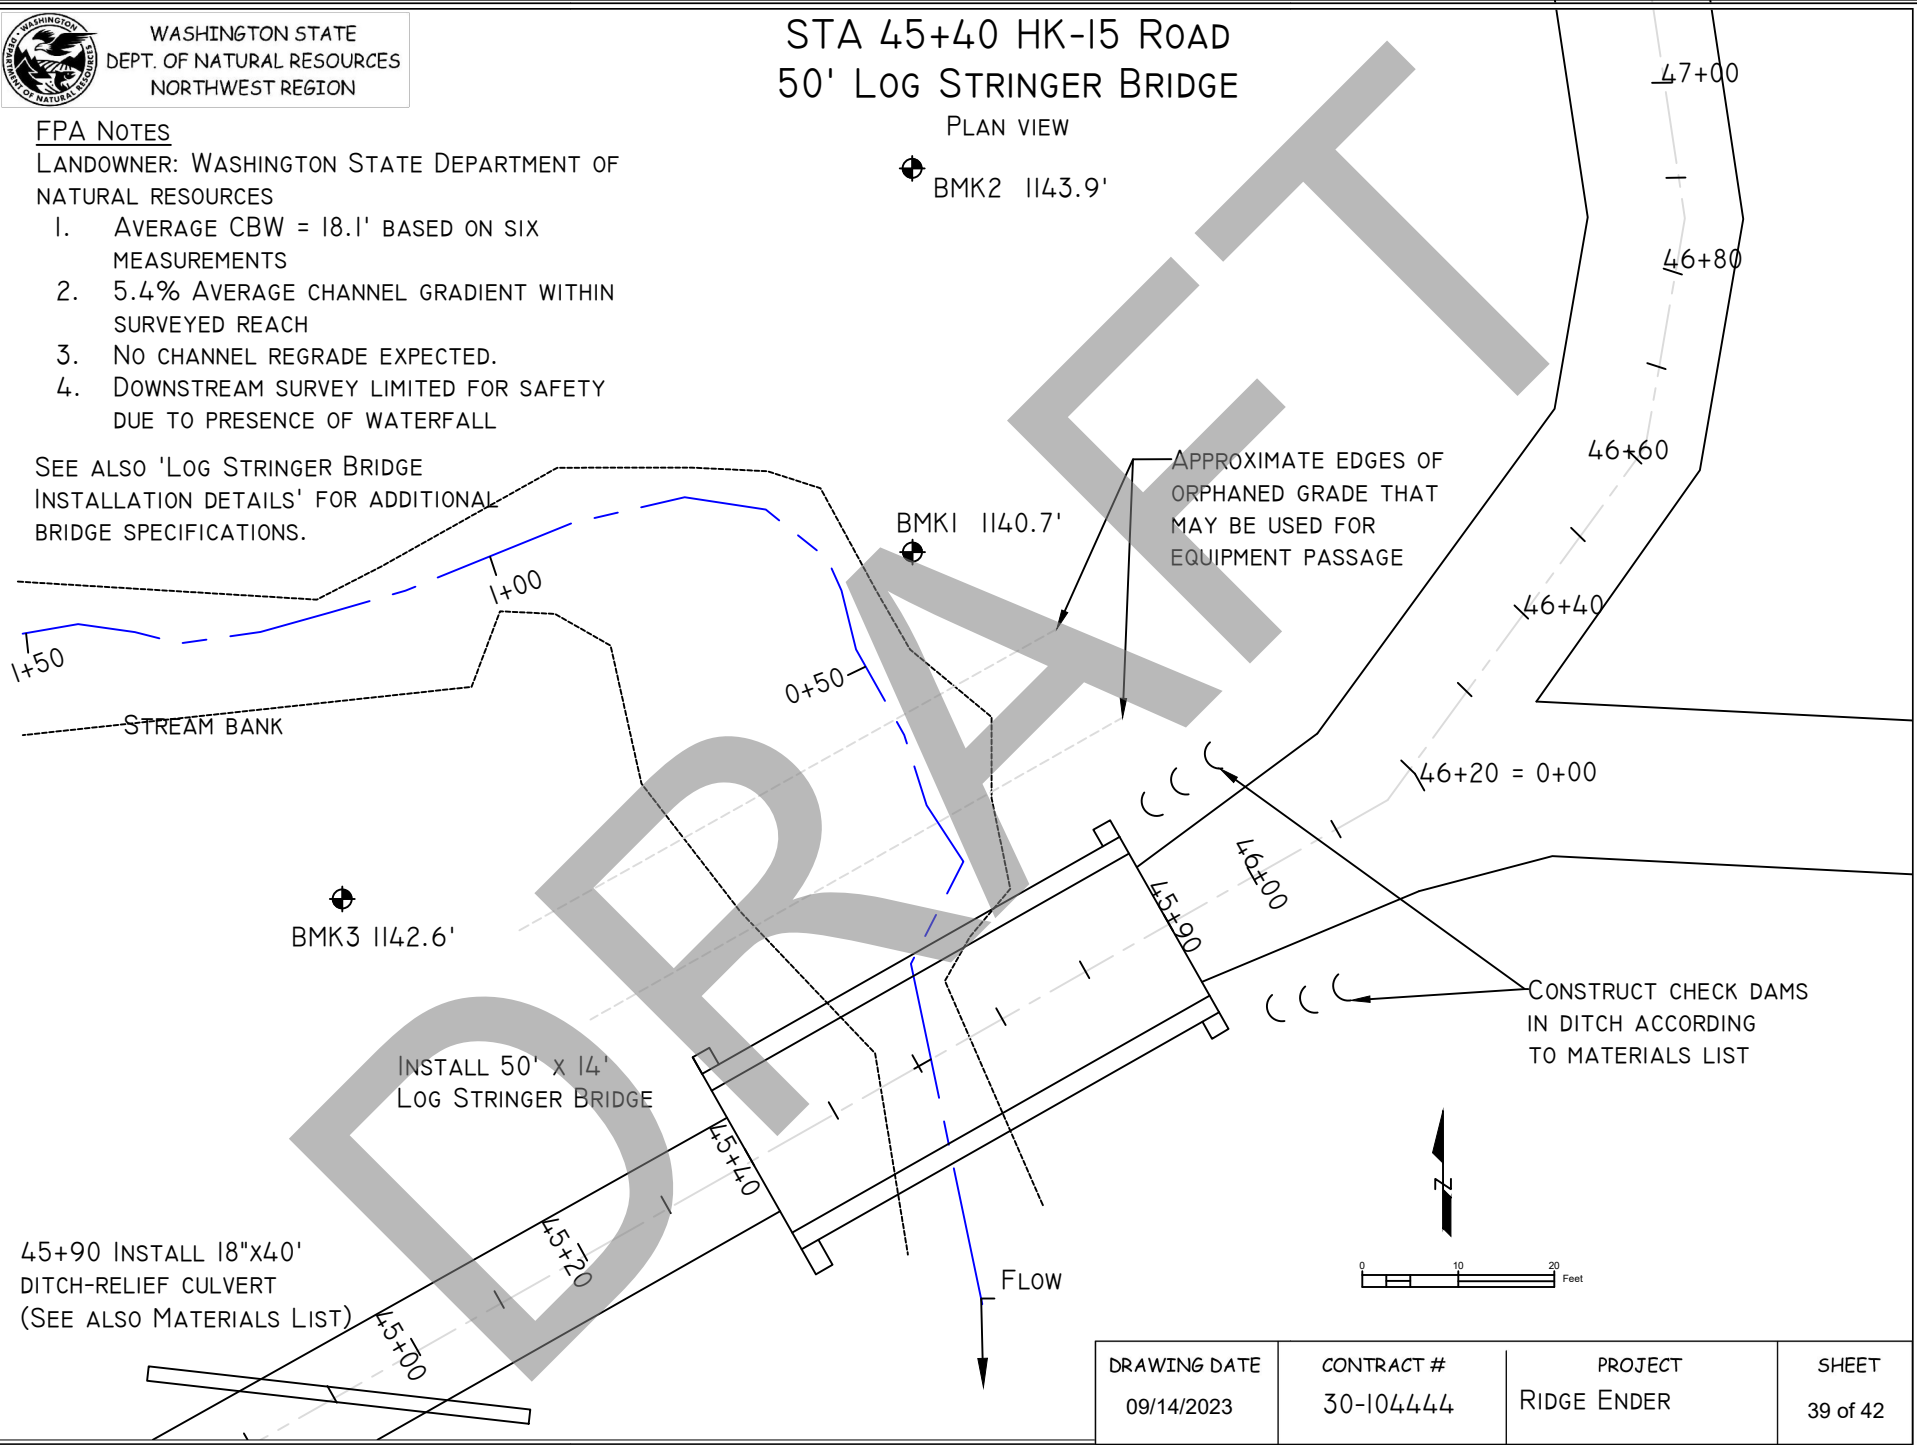 WASHINGTON STATE
DEPT. OF NATURAL RESOURCES
NORTHWEST REGION
WASHINGTON
DEPARTMENT OF NATURAL RESOURCES
STA 45+40 HK-15 ROAD
50' LOG STRINGER BRIDGE
PLAN VIEW
FPA NOTES
LANDOWNER: WASHINGTON STATE DEPARTMENT OF
NATURAL RESOURCES
1. AVERAGE CBW = 18.1' BASED ON SIX
MEASUREMENTS
2. 5.4% AVERAGE CHANNEL GRADIENT WITHIN
SURVEYED REACH
3. NO CHANNEL REGRADE EXPECTED.
4. DOWNSTREAM SURVEY LIMITED FOR SAFETY
DUE TO PRESENCE OF WATERFALL
SEE ALSO 'LOG STRINGER BRIDGE
INSTALLATION DETAILS' FOR ADDITIONAL
BRIDGE SPECIFICATIONS.
BMK2 1143.9'
47+00
46+80
46+60
46+40
46+20 = 0+00
46+00
45+90
45+40
45+20
45+00
BMK1 1140.7'
APPROXIMATE EDGES OF
ORPHANED GRADE THAT
MAY BE USED FOR
EQUIPMENT PASSAGE
1+50
1+00
0+50
STREAM BANK
BMK3 1142.6'
INSTALL 50' X 14'
LOG STRINGER BRIDGE
CONSTRUCT CHECK DAMS
IN DITCH ACCORDING
TO MATERIALS LIST
45+90 INSTALL 18"X40'
DITCH-RELIEF CULVERT
(SEE ALSO MATERIALS LIST)
FLOW
Z
0 10 20 Feet
DRAFT
DRAWING DATE
09/14/2023
CONTRACT #
30-104444
PROJECT
RIDGE ENDER
SHEET
39 of 42